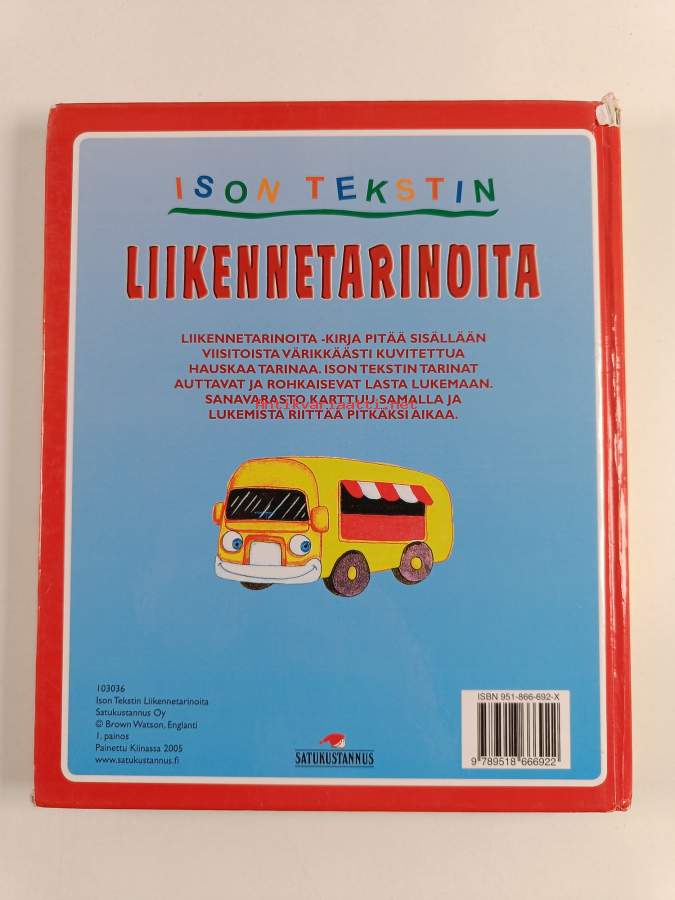 ISON TEKSTIN
LIIKENNETARINOITA
LIIKENNETARINOITA -KIRJA PITÄÄ SISÄLLÄÄN
VIISITOISTA VÄRIKKÄÄSTI KUVITETTUA
HAUSKAA TARINAA. ISON TEKSTIN TARINAT
AUTTAVAT JA ROHKAISEVAT LASTA LUKEMAAN.
SANAVARASTO KARTTUU SAMALLA JA
Antikvariaatti.net
LUKEMISTA RIITTÄÄ PITKÄKSI AIKAA.
103036
Ison Tekstin Liikennetarinoita
Satukustannus Oy
© Brown Watson, Englanti
1. painos
Painettu Kiinassa 2005
www.satukustannus.fi
SATUKUSTANNUS
ISBN 951-866-692-X
9 789518 666922